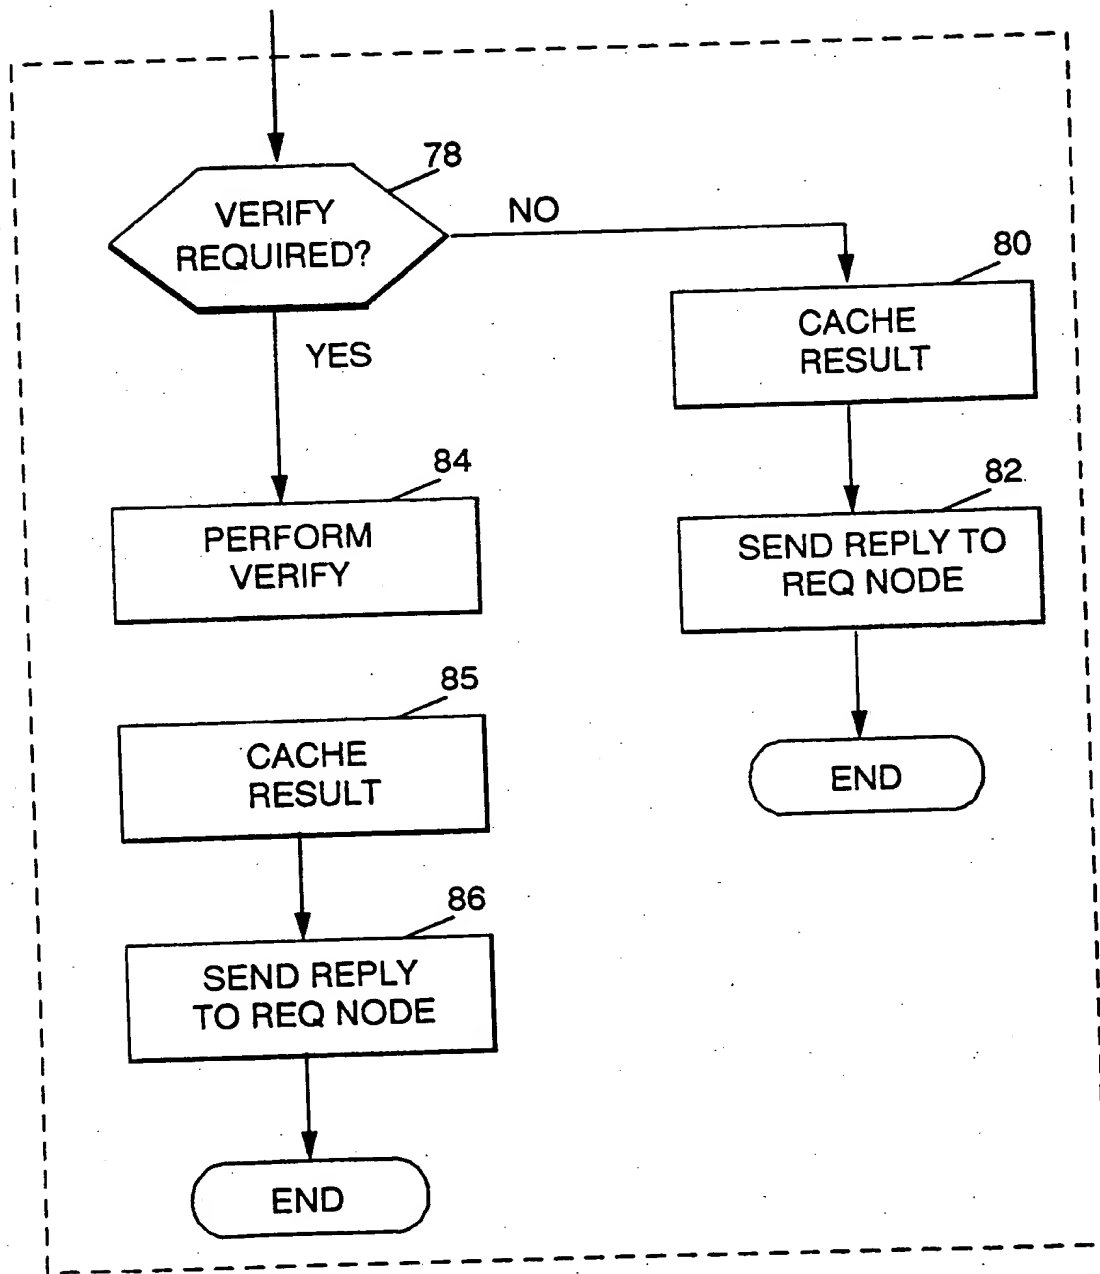 78
VERIFY
REQUIRED?
NO
YES
80
CACHE
RESULT
82
SEND REPLY TO
REQ NODE
END
84
PERFORM
VERIFY
85
CACHE
RESULT
86
SEND REPLY
TO REQ NODE
END